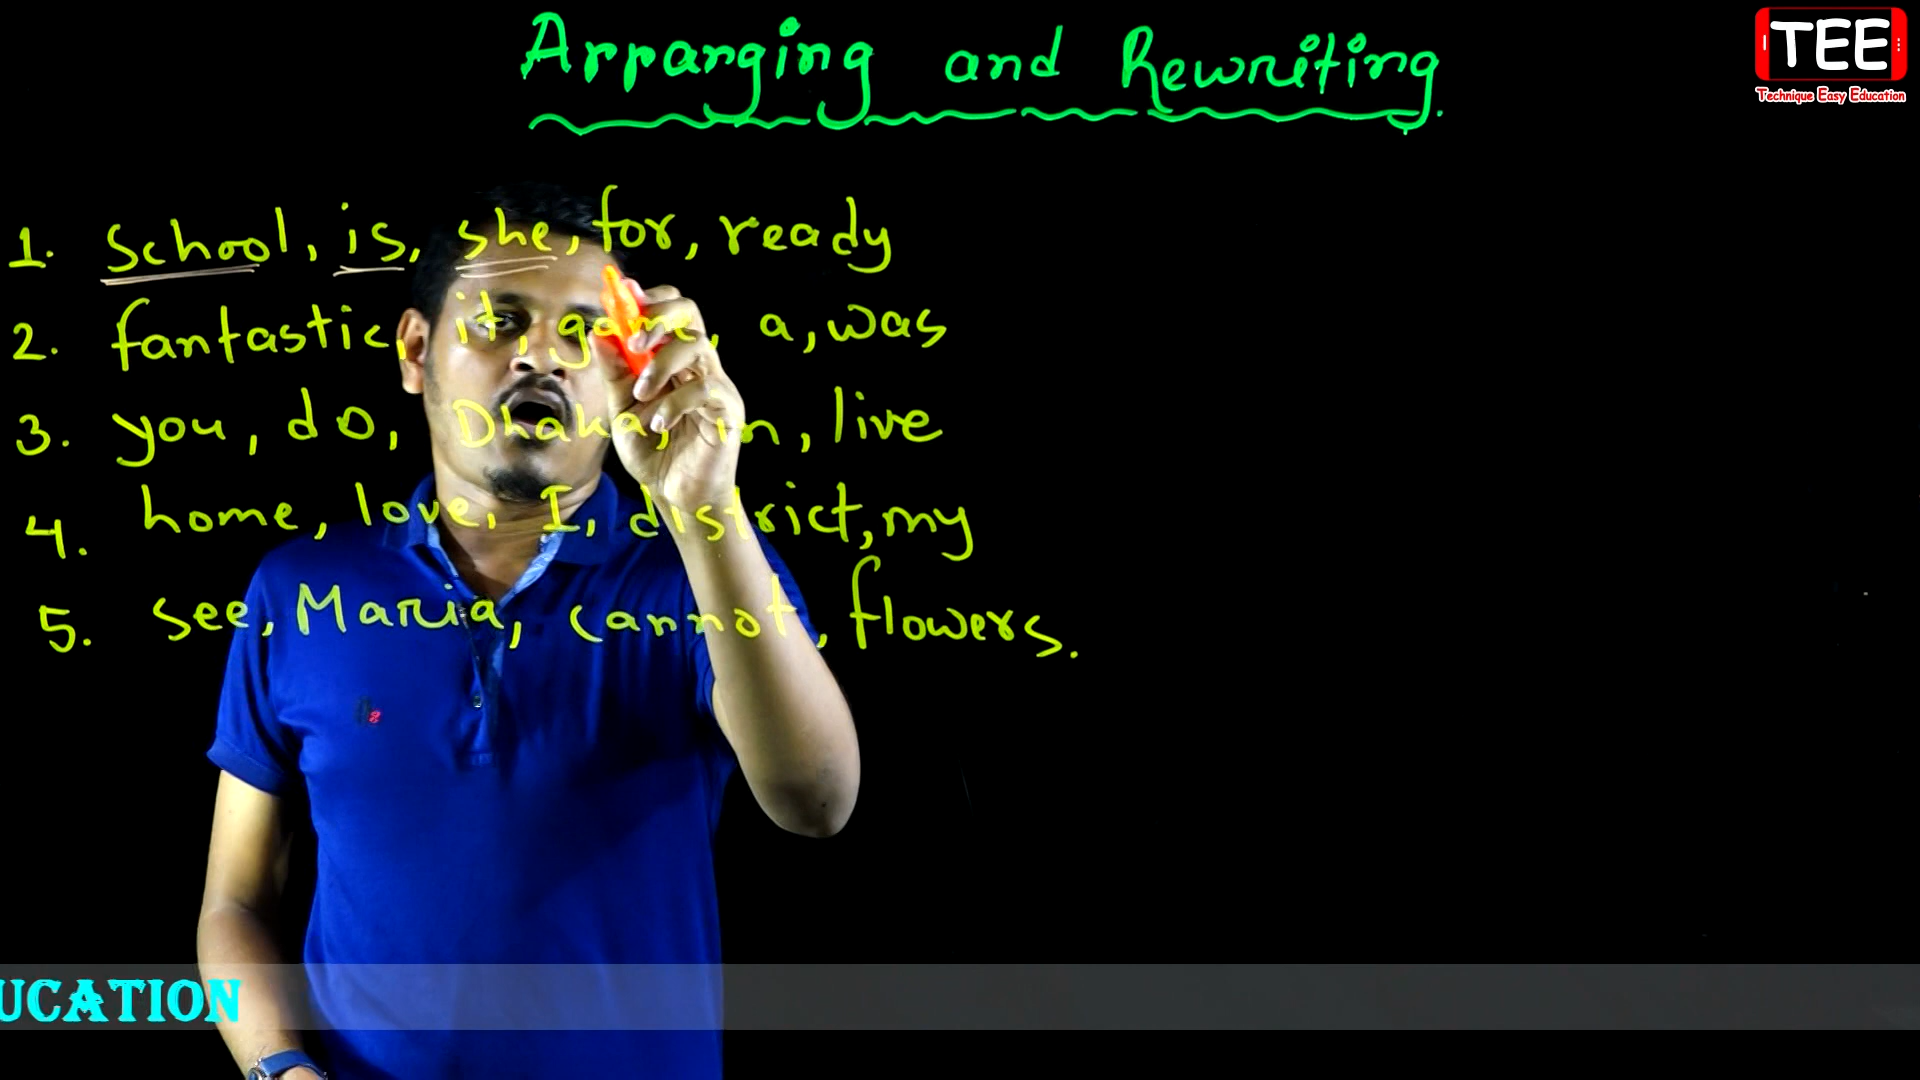 Arranging and Rewriting.
TEE
Technique Easy Education
1. School, is, she, for, ready
2. fantastic, it, game, a, was
3. you, do, Dhaka, in, live
4. home, love, I, district, my
5. see, Maria, cannot, flowers.
UCATION